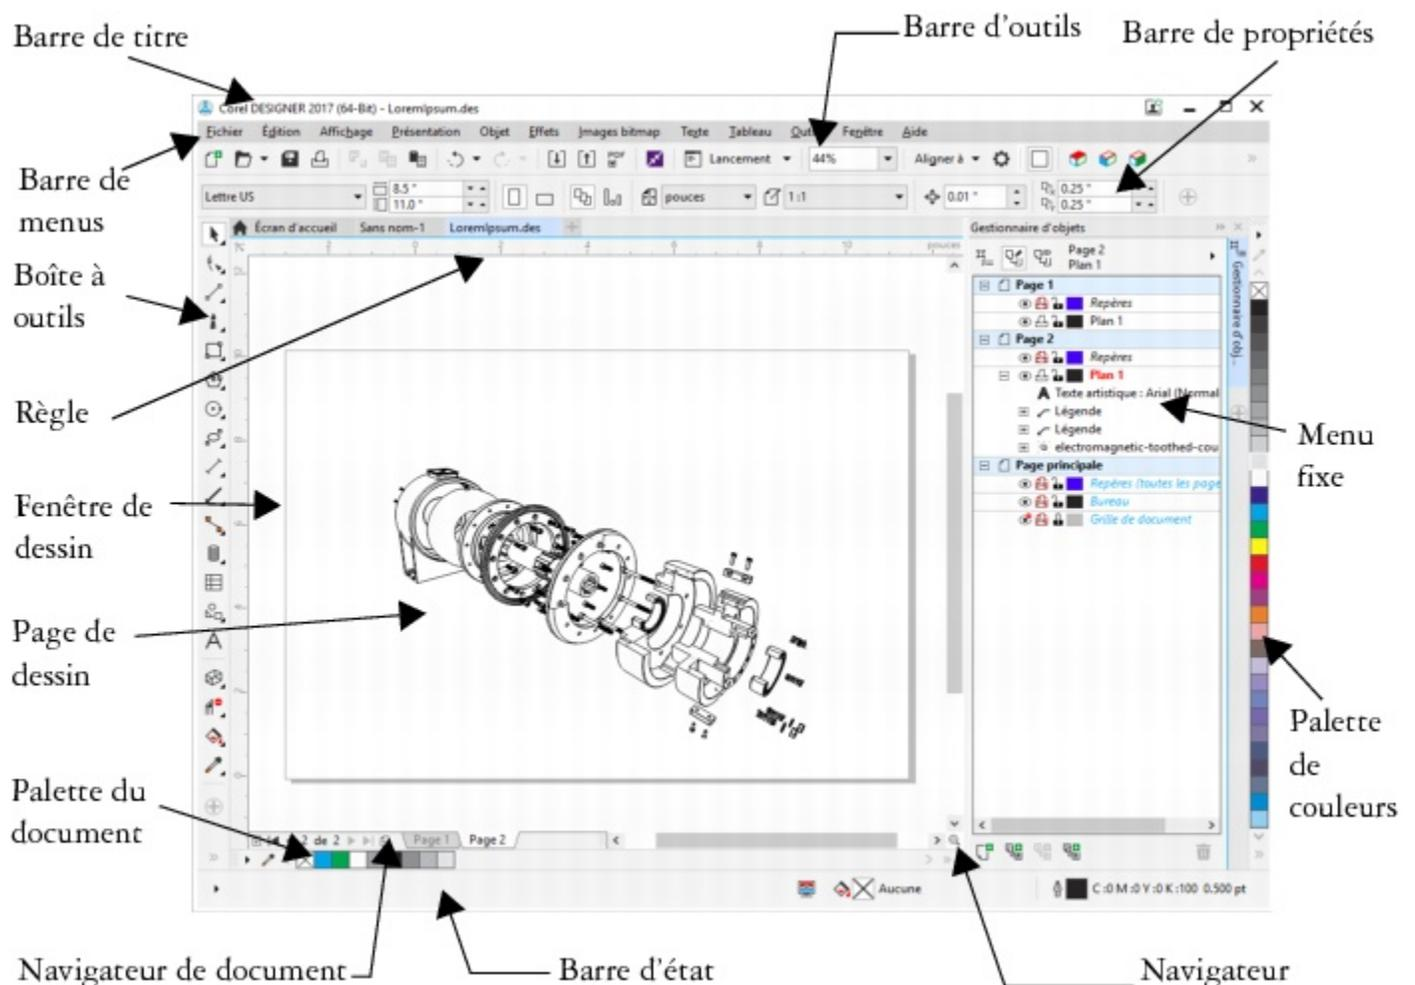 Barre de titre
Barre d'outils
Barre de propriétés
Corel DESIGNER 2017 (64-Bit) - LoremIpsum.des
Fichier Édition Affichage Présentation Objet Effets Images bitmap Texte Tableau Fenêtre Aide
PDF Lancement 44% Aligner à
Barre de
menus
Lettre US 8.5 " 11.0 " pouces 1:1 0.01 " 0.25 " 0.25 "
Écran d'accueil Sans nom-1 LoremIpsum.des
Gestionnaire d'objets
pouces
Page 2
Plan 1
Gestionnaire d'obj...
Boîte à
outils
Page 1
Repères
Plan 1
Page 2
Repères
Plan 1
Texte artistique : Arial (Normal
Légende
Légende
electromagnetic-toothed-cou
Page principale
Repères (toutes les page
Bureau
Grille de document
Règle
Menu
fixe
Fenêtre de
dessin
Page de
dessin
Palette
de
couleurs
Palette du
document
2 de 2 Page 1 Page 2
Aucune
C :0 M :0 Y :0 K :100 0.500 pt
Navigateur de document
Barre d'état
Navigateur